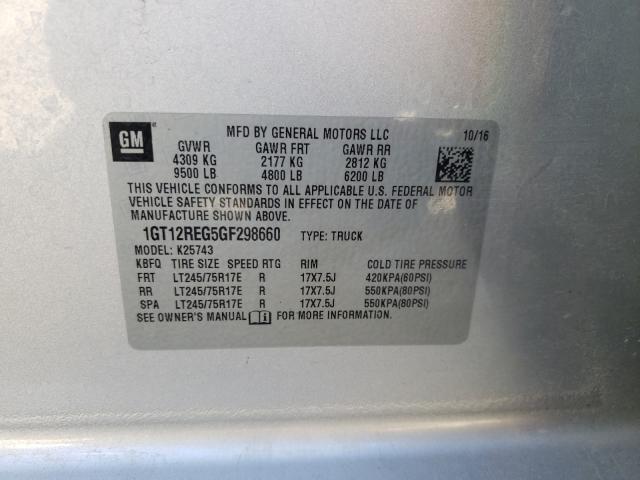 GM
MFD BY GENERAL MOTORS LLC 10/16
GVWR GAWR FRT GAWR RR
4309 KG 2177 KG 2812 KG
9500 LB 4800 LB 6200 LB
THIS VEHICLE CONFORMS TO ALL APPLICABLE U.S. FEDERAL MOTOR
VEHICLE SAFETY STANDARDS IN EFFECT ON THE DATE OF
MANUFACTURE SHOWN ABOVE.
1GT12REG5GF298660 TYPE: TRUCK
MODEL: K25743
KBFQ TIRE SIZE SPEED RTG RIM COLD TIRE PRESSURE
FRT LT245/75R17E R 17X7.5J 420KPA(60PSI)
RR LT245/75R17E R 17X7.5J 550KPA(80PSI)
SPA LT245/75R17E R 17X7.5J 550KPA(80PSI)
SEE OWNER'S MANUAL FOR MORE INFORMATION.